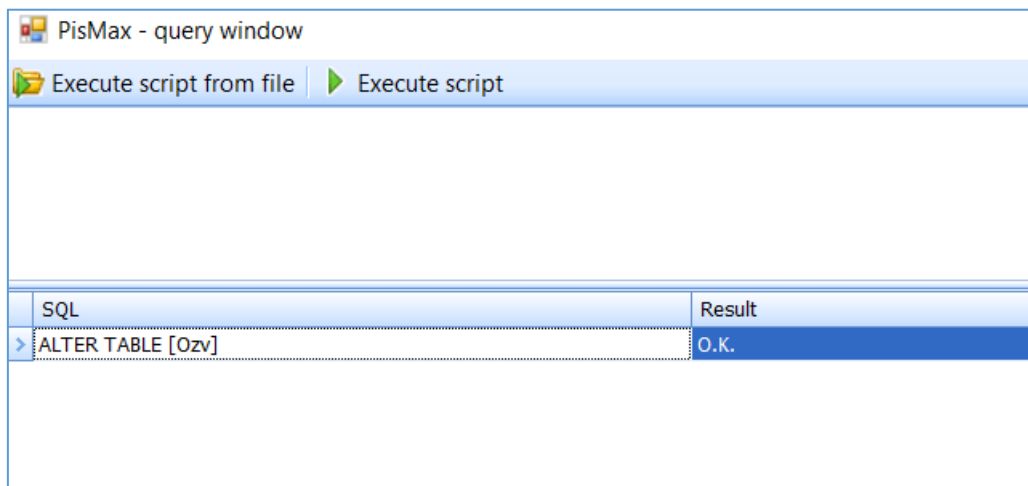 PisMax - query window
Execute script from file Execute script
SQL Result
ALTER TABLE [Ozv] O.K.